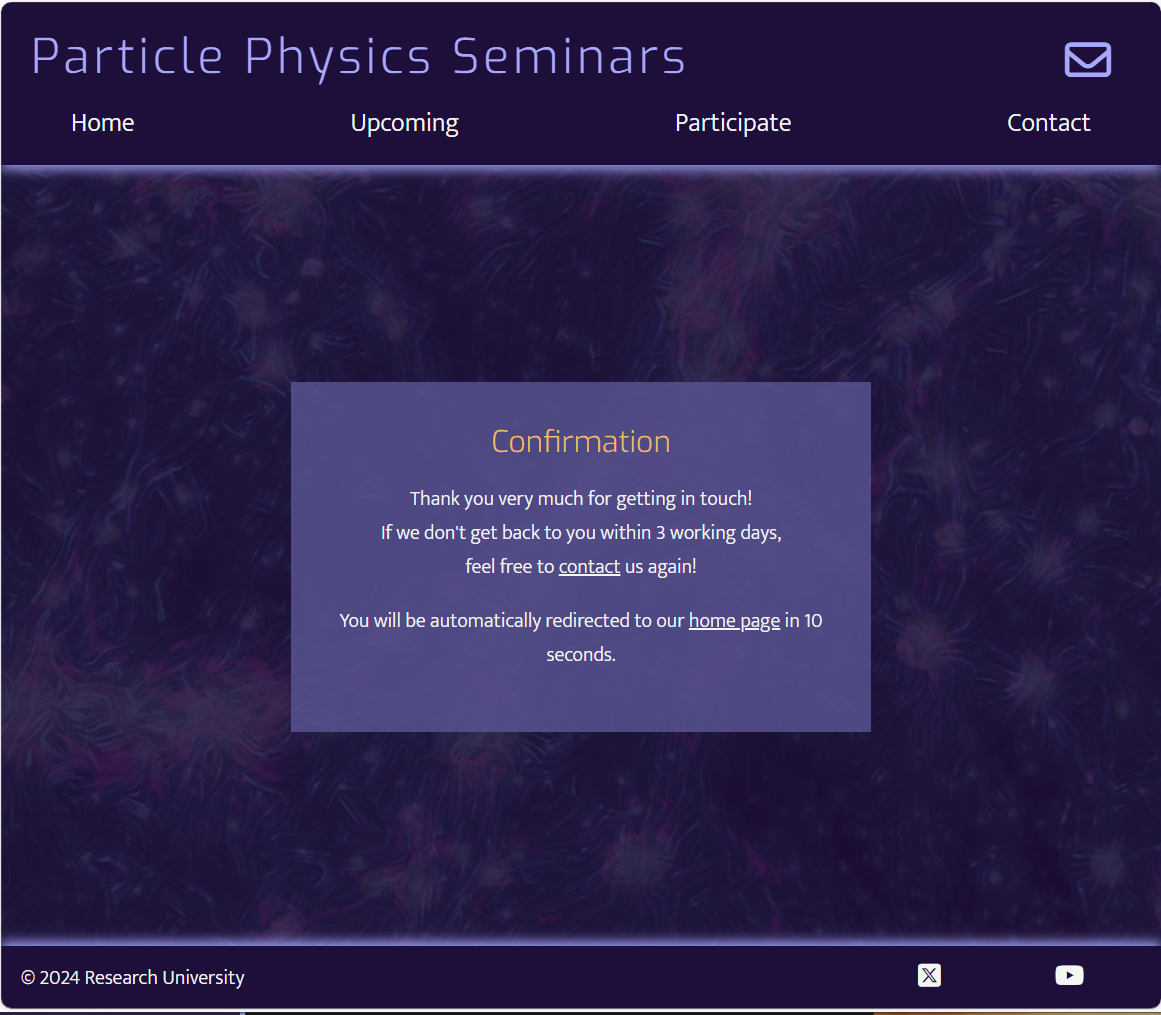 Particle Physics Seminars
Home Upcoming Participate Contact
Confirmation
Thank you very much for getting in touch!
If we don't get back to you within 3 working days,
feel free to contact us again!
You will be automatically redirected to our home page in 10
seconds.
© 2024 Research University